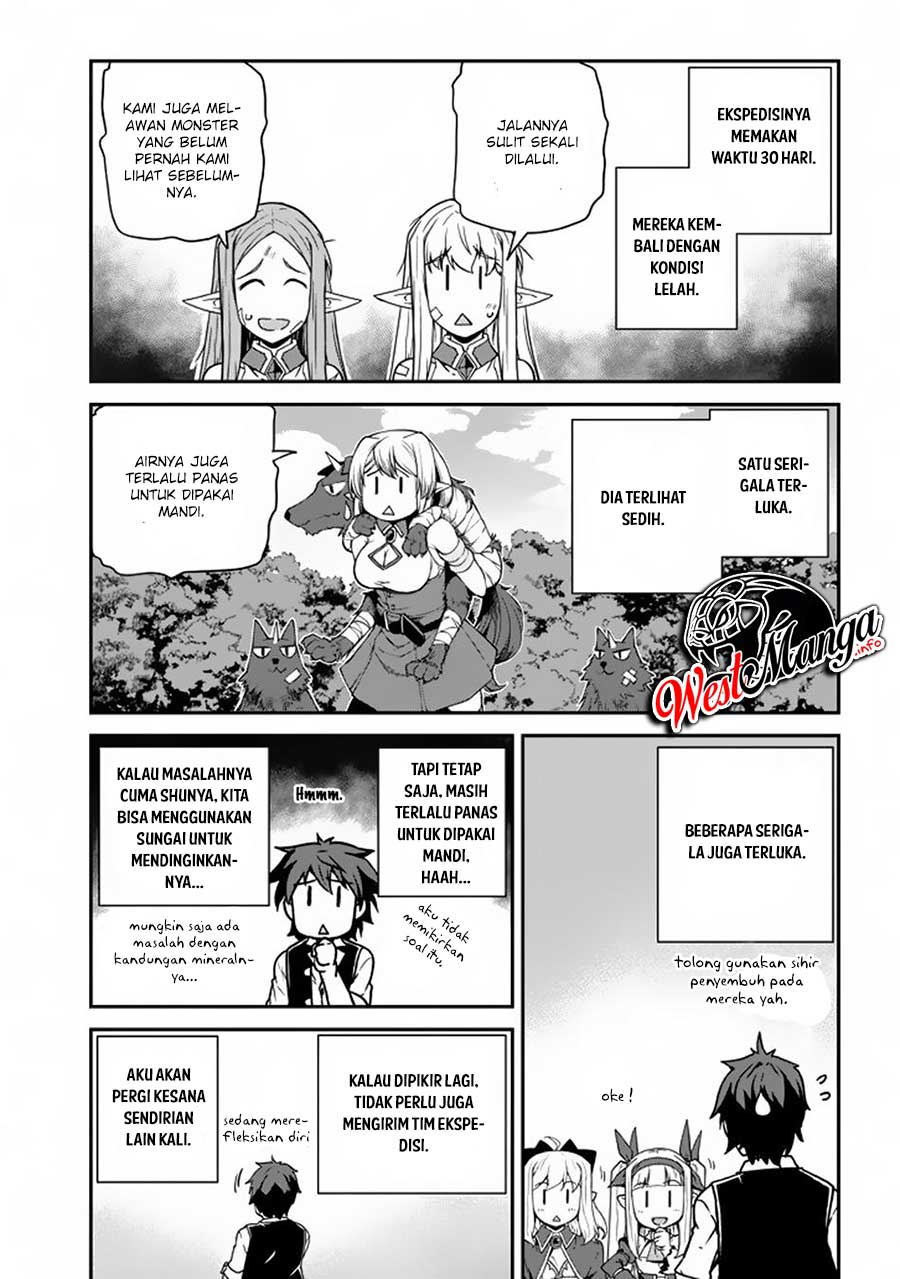 EKSPEDISINYA
MEMAKAN
WAKTU 30 HARI.
MEREKA KEM-
BALI DENGAN
KONDISI
LELAH.
JALANNYA
SULIT SEKALI
DILALUI.
KAMI JUGA MEL-
AWAN MONSTER
YANG BELUM
PERNAH KAMI
LIHAT SEBELUM-
NYA.
SATU SERI-
GALA TER-
LUKA.
DIA TERLIHAT
SEDIH.
AIRNYA JUGA
TERLALU PANAS
UNTUK DIPAKAI
MANDI.
WestManga
.info
BEBERAPA SERIGA-
LA JUGA TERLUKA.
tolong gunakan sihir
penyembuh pada
mereka yah.
oke!
TAPI TETAP
SAJA, MASIH
TERLALU PANAS
UNTUK DIPAKAI
MANDI,
HAAH...
aku tidak
memikirkan
soal itu.
Hmmm.
KALAU MASALAHNYA
CUMA SHUNYA, KITA
BISA MENGGUNAKAN
SUNGAI UNTUK
MENDINGINKAN-
NYA...
mungkin saja ada
masalah dengan
kandungan mineraln-
ya...
KALAU DIPIKIR LAGI,
TIDAK PERLU JUGA
MENGIRIM TIM EKSPE-
DISI.
sedang mere-
fleksikan diri
AKU AKAN
PERGI KESANA
SENDIRIAN
LAIN KALI.